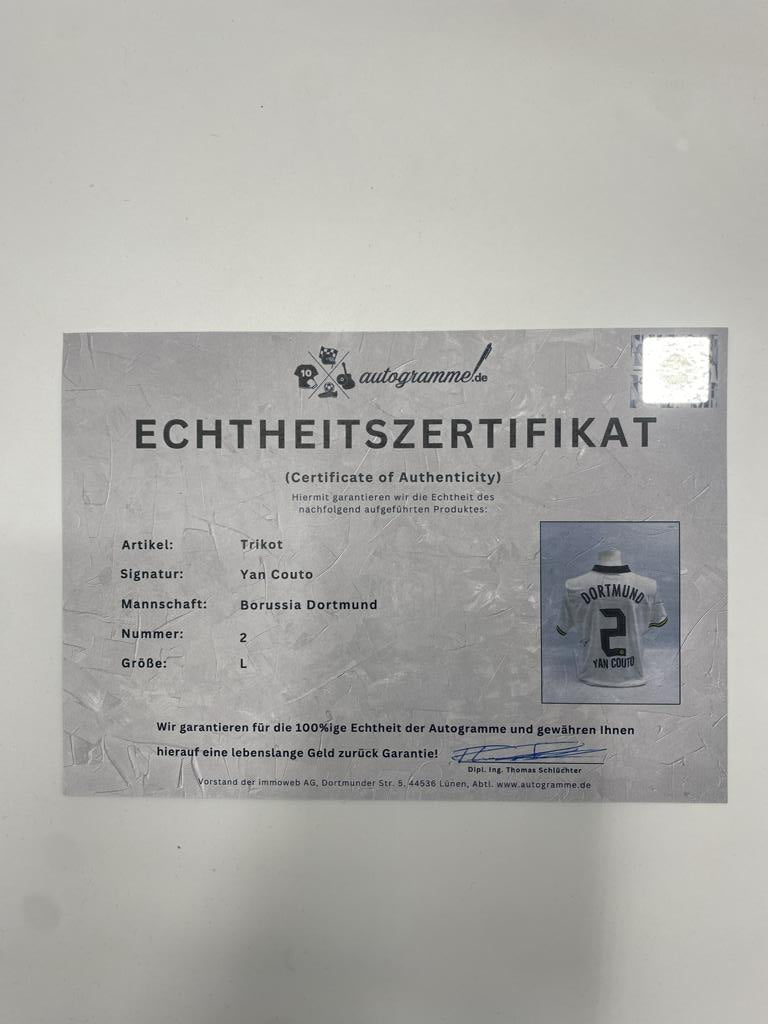 10
autogramme.de
ECHTHEITSZERTIFIKAT
(Certificate of Authenticity)
Hiermit garantieren wir die Echtheit des
nachfolgend aufgeführten Produktes:
Artikel: Trikot
Signatur: Yan Couto
Mannschaft: Borussia Dortmund
Nummer: 2
Größe: L
DORTMUND
2
YAN COUTO
Wir garantieren für die 100%ige Echtheit der Autogramme und gewähren Ihnen
hierauf eine lebenslange Geld zurück Garantie!
Dipl. Ing. Thomas Schlüchter
Vorstand der immoweb AG, Dortmunder Str. 5, 44536 Lünen, Abtl. www.autogramme.de